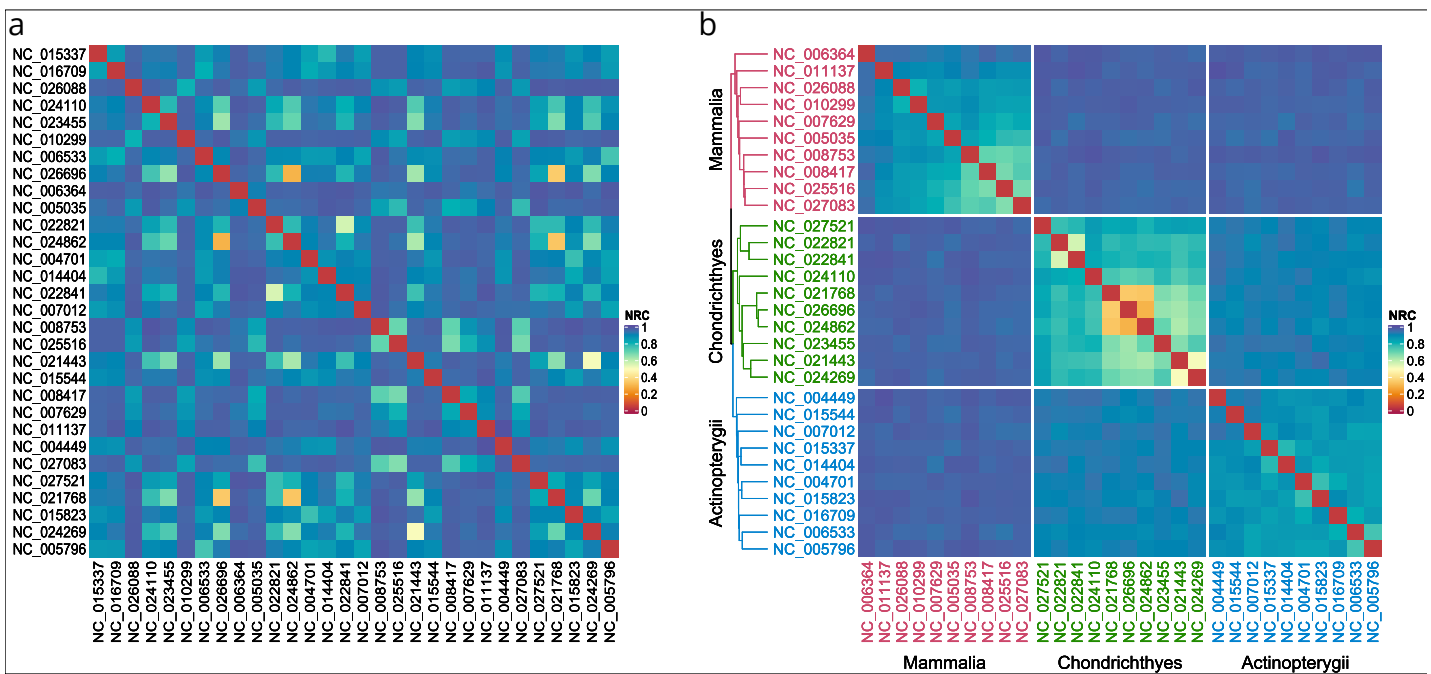 a
NC_015337
NC_016709
NC_026088
NC_024110
NC_023455
NC_010299
NC_006533
NC_026696
NC_006364
NC_005035
NC_022821
NC_024862
NC_004701
NC_014404
NC_022841
NC_007012
NC_008753
NC_025516
NC_021443
NC_015544
NC_008417
NC_007629
NC_011137
NC_004449
NC_027083
NC_027521
NC_021768
NC_015823
NC_024269
NC_005796
NC_015337
NC_016709
NC_026088
NC_024110
NC_023455
NC_010299
NC_006533
NC_026696
NC_006364
NC_005035
NC_022821
NC_024862
NC_004701
NC_014404
NC_022841
NC_007012
NC_008753
NC_025516
NC_021443
NC_015544
NC_008417
NC_007629
NC_011137
NC_004449
NC_027083
NC_027521
NC_021768
NC_015823
NC_024269
NC_005796
NRC
1
0.8
0.6
0.4
0.2
0
b
Mammalia
Chondrichthyes
Actinopterygii
NC_006364
NC_011137
NC_026088
NC_010299
NC_007629
NC_005035
NC_008753
NC_008417
NC_025516
NC_027083
NC_027521
NC_022821
NC_022841
NC_024110
NC_021768
NC_026696
NC_024862
NC_023455
NC_021443
NC_024269
NC_004449
NC_015544
NC_007012
NC_015337
NC_014404
NC_004701
NC_015823
NC_016709
NC_006533
NC_005796
NC_006364
NC_011137
NC_026088
NC_010299
NC_007629
NC_005035
NC_008753
NC_008417
NC_025516
NC_027083
NC_027521
NC_022821
NC_022841
NC_024110
NC_021768
NC_026696
NC_024862
NC_023455
NC_021443
NC_024269
NC_004449
NC_015544
NC_007012
NC_015337
NC_014404
NC_004701
NC_015823
NC_016709
NC_006533
NC_005796
Mammalia
Chondrichthyes
Actinopterygii
NRC
1
0.8
0.6
0.4
0.2
0